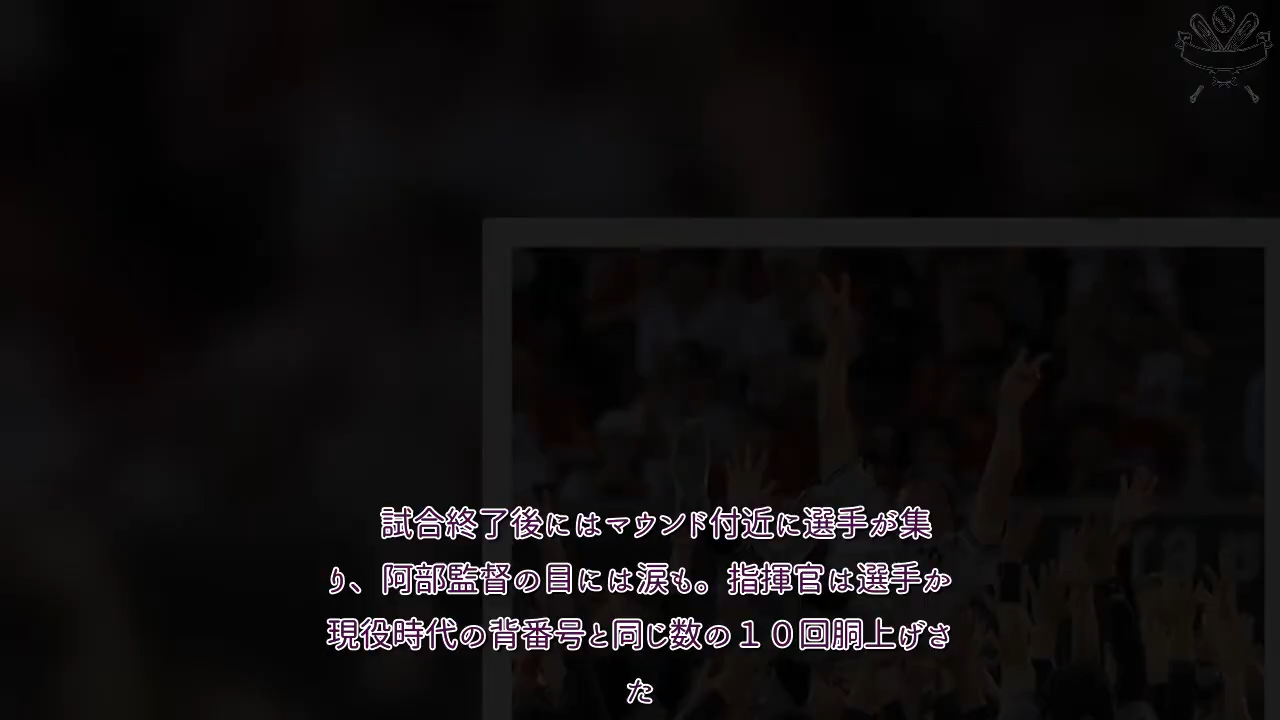 試合終了後にはマウンド付近に選手が集
り、阿部監督の目には涙も。指揮官は選手か
現役時代の背番号と同じ数の１０回胴上げさ
た